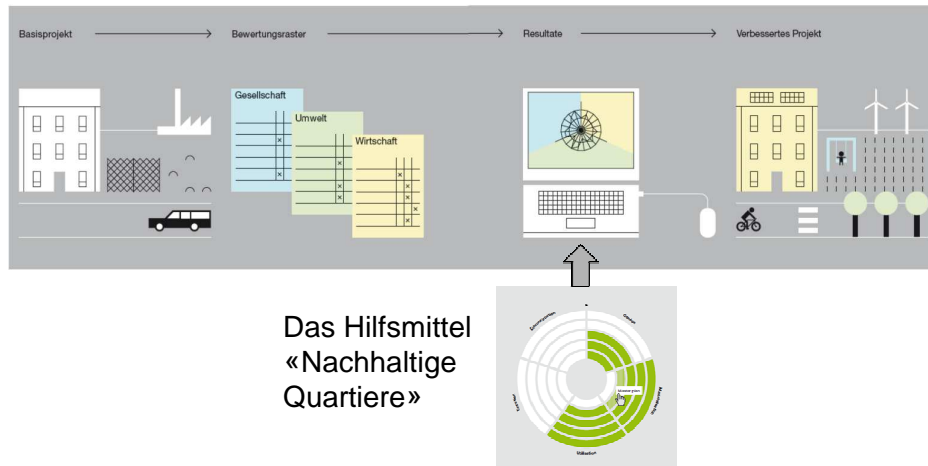 Basisprojekt
Bewertungsraster
Resultate
Verbessertes Projekt
Gesellschaft
Umwelt
Wirtschaft
Das Hilfsmittel
«Nachhaltige
Quartiere»